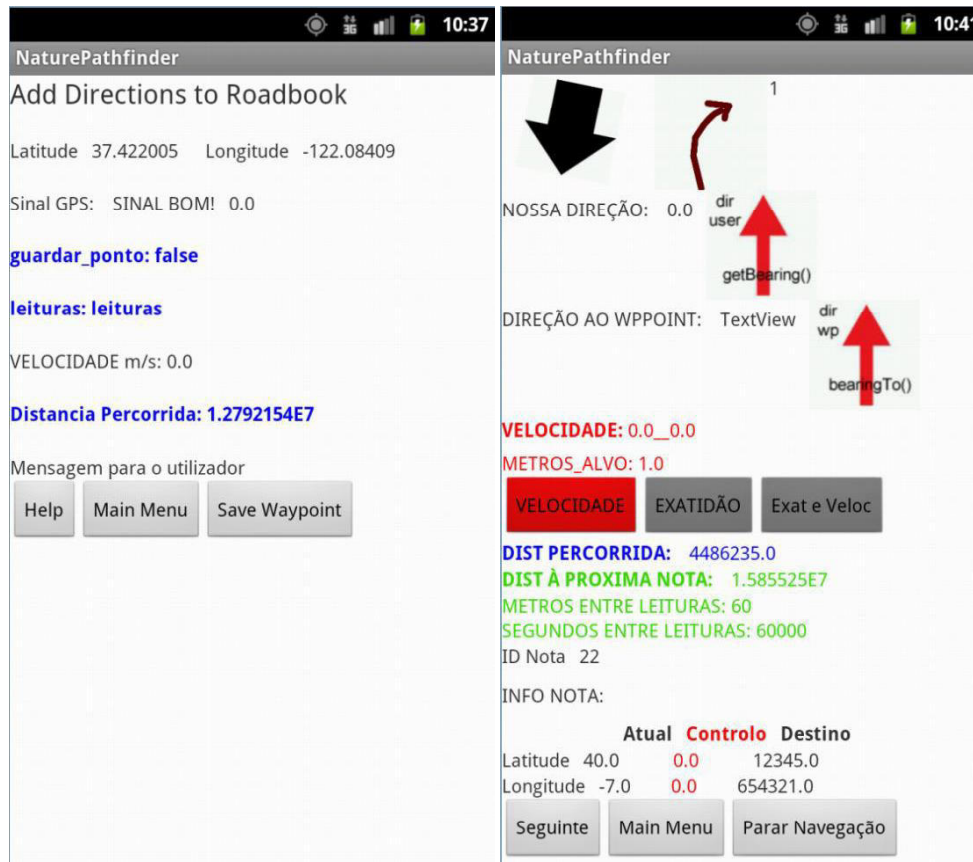 3G 10:37
NaturePathfinder
Add Directions to Roadbook
Latitude 37.422005 Longitude -122.08409
Sinal GPS: SINAL BOM! 0.0
guardar_ponto: false
leituras: leituras
VELOCIDADE m/s: 0.0
Distancia Percorrida: 1.2792154E7
Mensagem para o utilizador
Help Main Menu Save Waypoint
3G 10:41
NaturePathfinder
1
NOSSA DIREÇÃO: 0.0
dir
user
getBearing()
DIREÇÃO AO WPPOINT: TextView
dir
wp
bearingTo()
VELOCIDADE: 0.0__0.0
METROS_ALVO: 1.0
VELOCIDADE EXATIDÃO Exat e Veloc
DIST PERCORRIDA: 4486235.0
DIST À PROXIMA NOTA: 1.585525E7
METROS ENTRE LEITURAS: 60
SEGUNDOS ENTRE LEITURAS: 60000
ID Nota 22
INFO NOTA:
Atual Controlo Destino
Latitude 40.0 0.0 12345.0
Longitude -7.0 0.0 654321.0
Seguinte Main Menu Parar Navegação